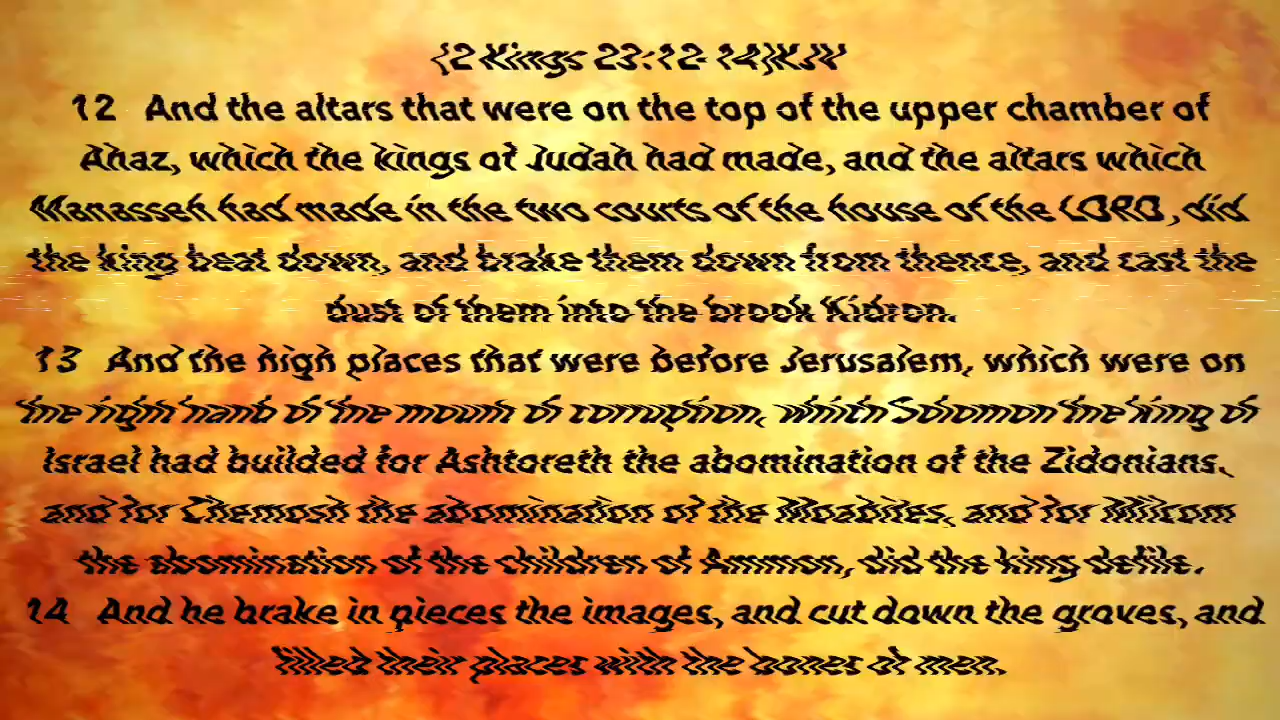 {2 Kings 23:12-14}KJV
12 And the altars that were on the top of the upper chamber of
Ahaz, which the kings of Judah had made, and the altars which
Manasseh had made in the two courts of the house of the LORD, did
the king beat down, and brake them down from thence, and cast the
dust of them into the brook Kidron.
13 And the high places that were before Jerusalem, which were on
the right hand of the mount of corruption, which Solomon the king of
Israel had builded for Ashtoreth the abomination of the Zidonians,
and for Chemosh the abomination of the Moabites, and for Milcom
the abomination of the children of Ammon, did the king defile.
14 And he brake in pieces the images, and cut down the groves, and
filled their places with the bones of men.